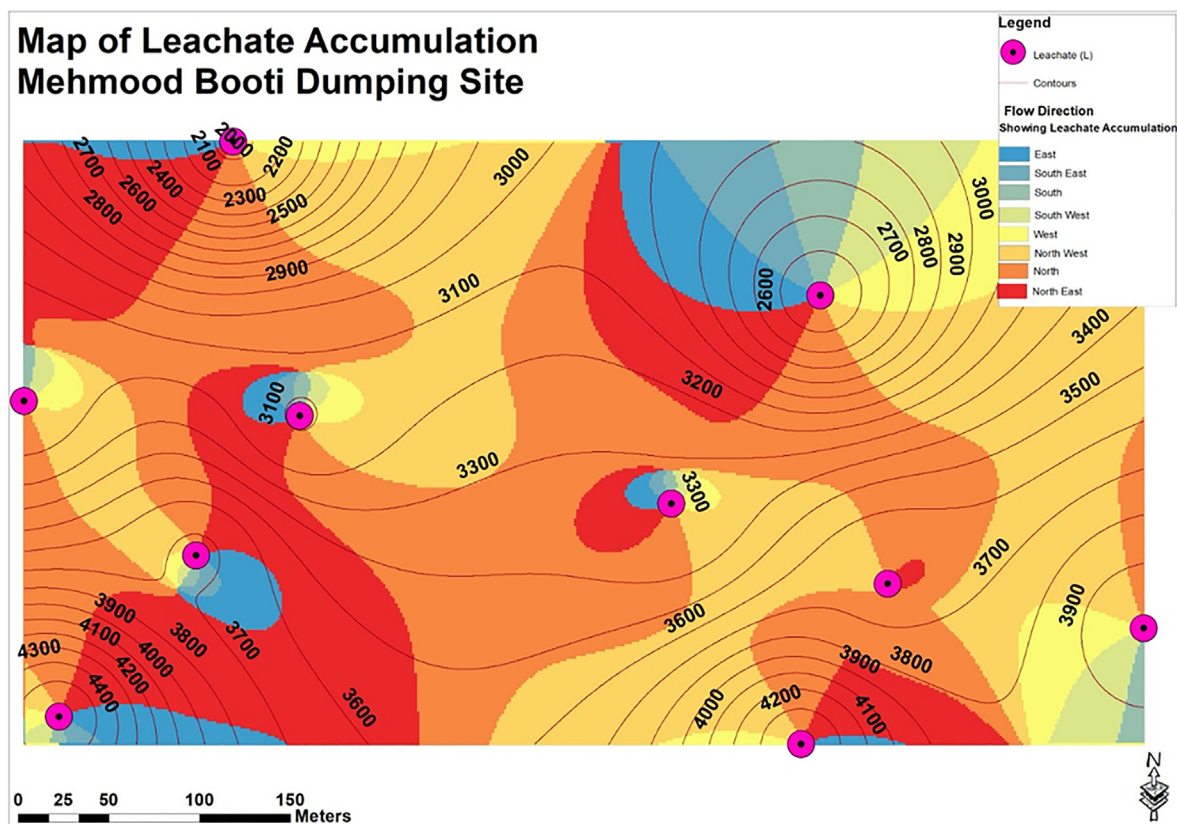 Map of Leachate Accumulation
Mehmood Booti Dumping Site
Legend
Leachate (L)
Contours
Flow Direction
Showing Leachate Accumulation
East
South East
South
South West
West
North West
North
North East
2700
2600
2400
2800
2100
2000
2200
2300
2500
2900
3000
3100
2600
2700
2800
2900
3000
3200
3400
3500
3100
3300
3300
3600
3700
3900
3900
4100
4300
4200
4000
4400
3800
3700
3600
3900
3800
4000
4200
4100
N
0 25 50 100 150
Meters